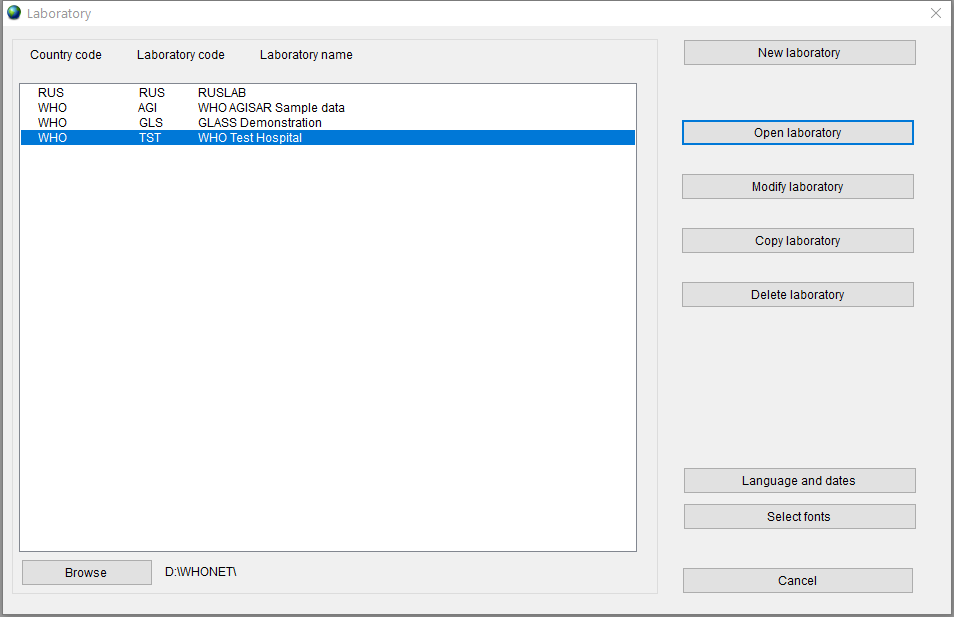 Laboratory
Country code Laboratory code Laboratory name
RUS RUS RUSLAB
WHO AGI WHO AGISAR Sample data
WHO GLS GLASS Demonstration
WHO TST WHO Test Hospital
Browse D:\WHONET\
New laboratory
Open laboratory
Modify laboratory
Copy laboratory
Delete laboratory
Language and dates
Select fonts
Cancel